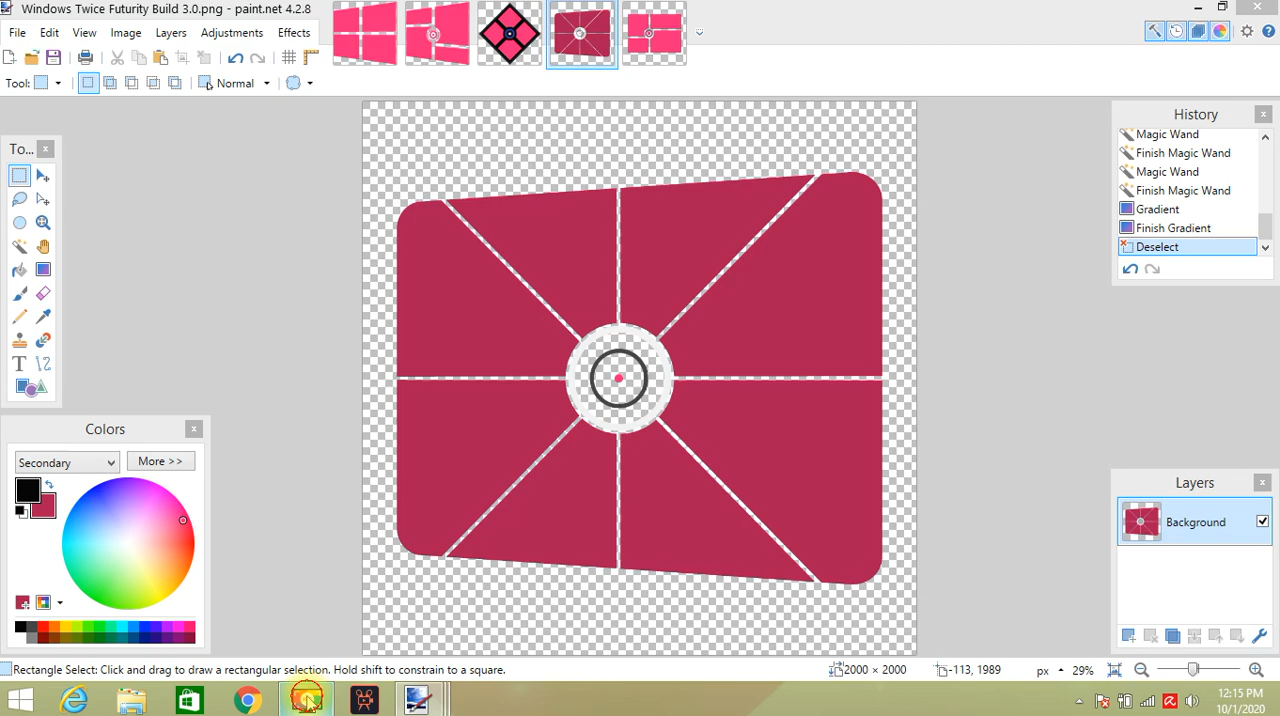 Windows Twice Futurity Build 3.0.png - paint.net 4.2.8
File Edit View Image Layers Adjustments Effects
Tool: Normal
To...
History
Magic Wand
Finish Magic Wand
Magic Wand
Finish Magic Wand
Gradient
Finish Gradient
Deselect
Colors
Secondary More >>
Layers
Background
Rectangle Select: Click and drag to draw a rectangular selection. Hold shift to constrain to a square. 2000 × 2000 -113, 1989 px 29%
12:15 PM
10/1/2020